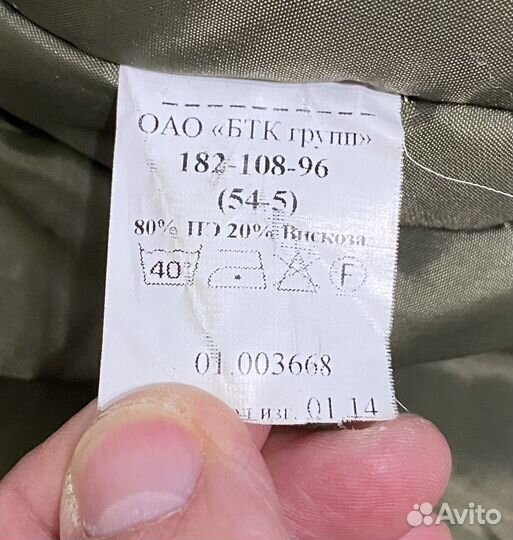 ОАО «БТК групп»
182-108-96
(54-5)
80% ПЭ 20% Вискоза
40° F
01.003668
изг. 01 14
Avito